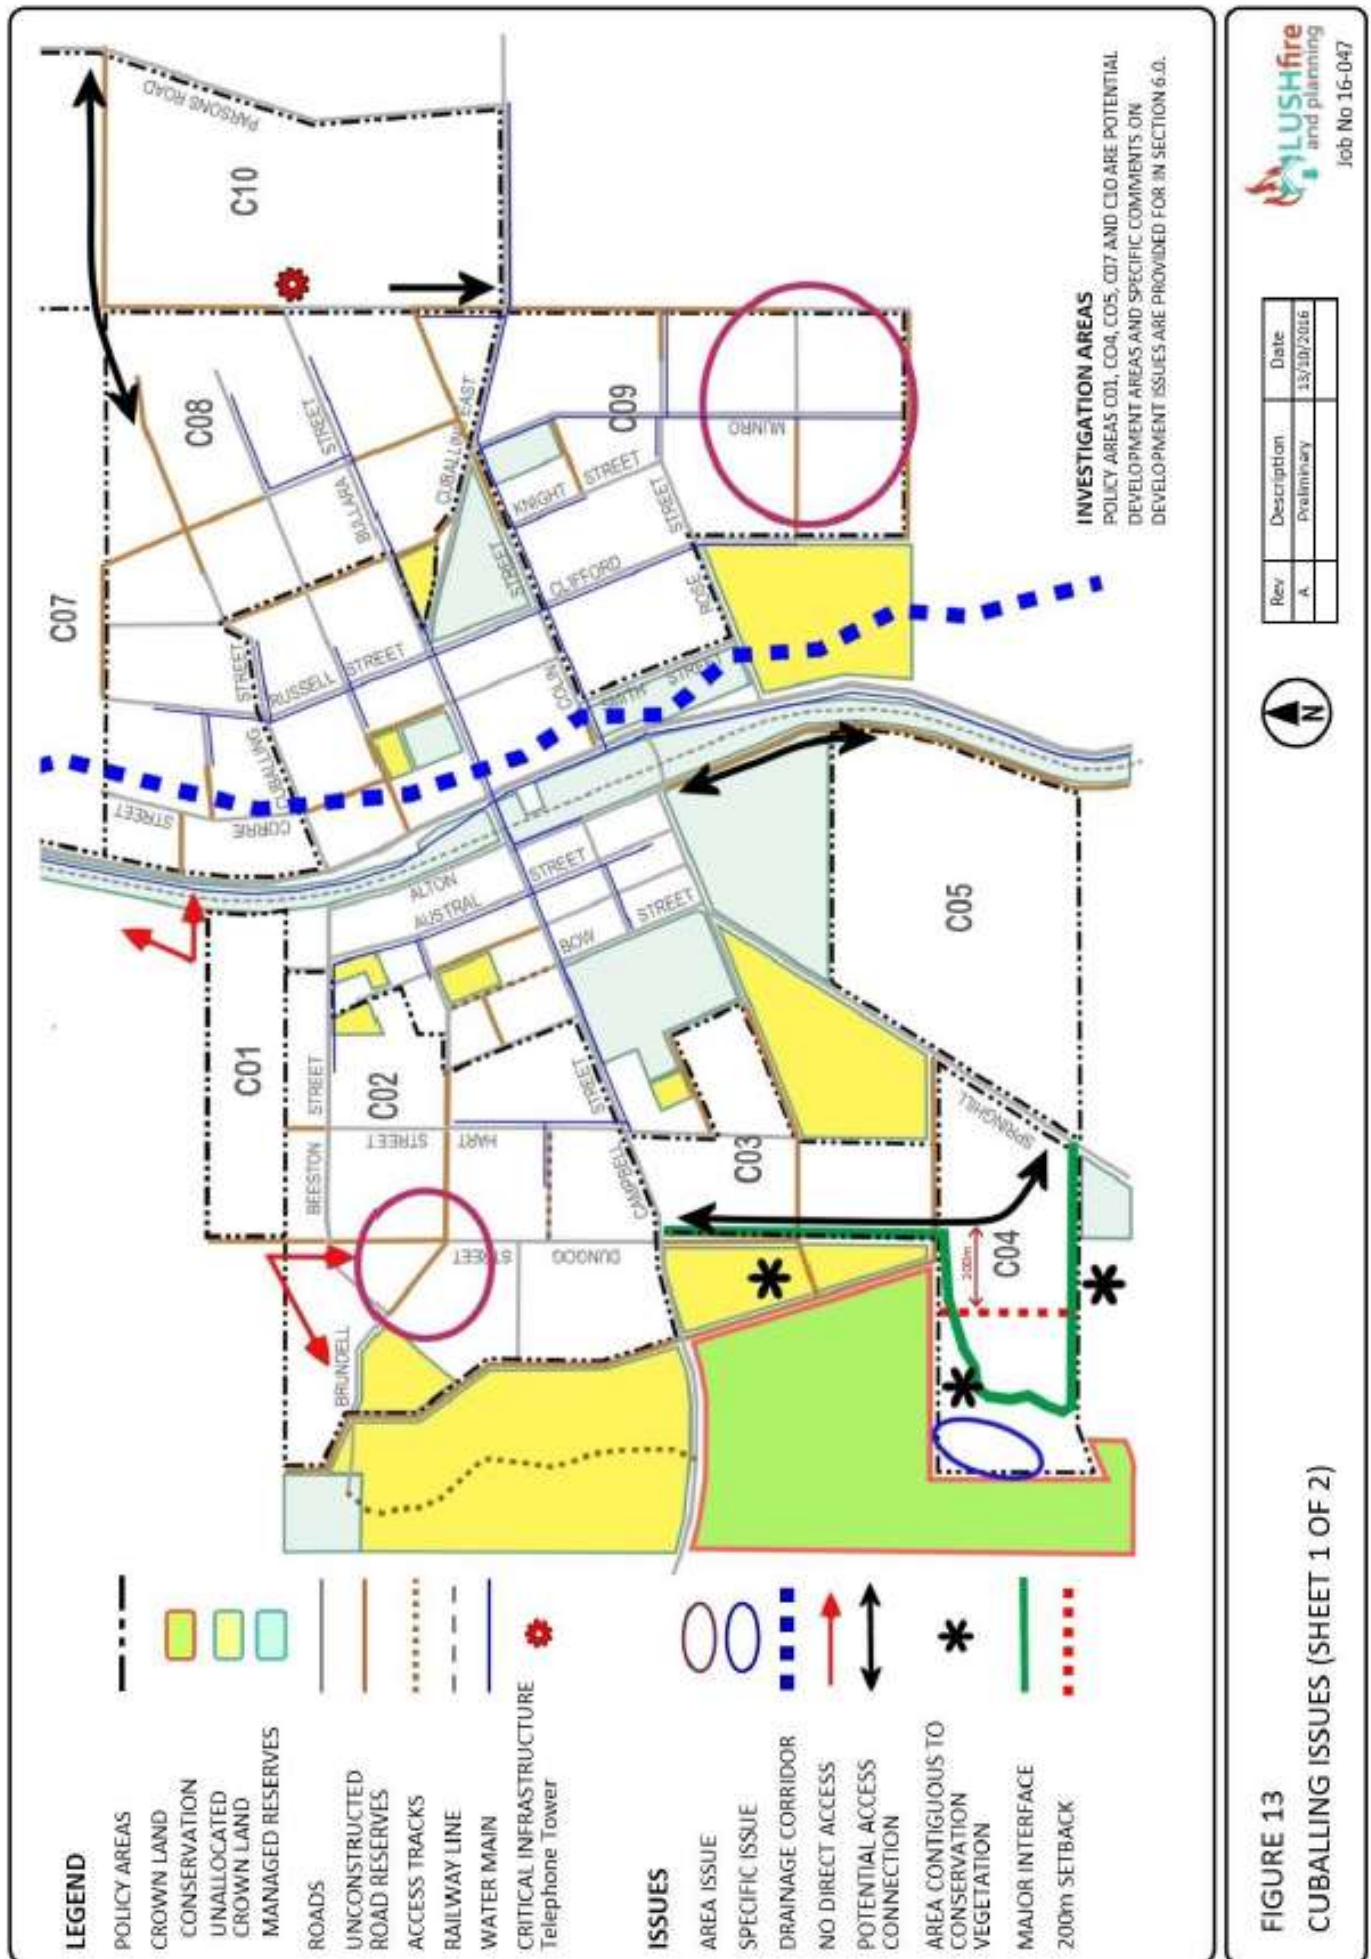 LEGEND
POLICY AREAS
CROWN LAND
CONSERVATION
UNALLOCATED
CROWN LAND
MANAGED RESERVES
ROADS
UNCONSTRUCTED
ROAD RESERVES
ACCESS TRACKS
RAILWAY LINE
WATER MAIN
CRITICAL INFRASTRUCTURE
Telephone Tower
ISSUES
AREA ISSUE
SPECIFIC ISSUE
DRAINAGE CORRIDOR
NO DIRECT ACCESS
POTENTIAL ACCESS
CONNECTION
AREA CONTIGUOUS TO
CONSERVATION
VEGETATION
MAJOR INTERFACE
200m SETBACK
C01
C02
C03
C04
C05
C07
C08
C09
C10
PARSONS ROAD
BRUNDELL
BEESTON STREET
HART STREET
DUNGOG STREET
CAMPBELL STREET
ALTON
AUSTRAL STREET
BOW STREET
SPRINGHILL
200m
CORRIE STREET
CUBALLING STREET
RUSSELL STREET
BULLARA STREET
CUBALLING EAST
COLIN STREET
SMITH STREET
CLIFFORD
KNIGHT STREET
ROSE STREET
MUNRO
INVESTIGATION AREAS
POLICY AREAS C01, C04, C05, C07 AND C10 ARE POTENTIAL
DEVELOPMENT AREAS AND SPECIFIC COMMENTS ON
DEVELOPMENT ISSUES ARE PROVIDED FOR IN SECTION 6.0.
FIGURE 13
CUBALLING ISSUES (SHEET 1 OF 2)
N
Rev Description Date
A Preliminary 13/10/2016
LUSHfire
and planning
Job No 16-047